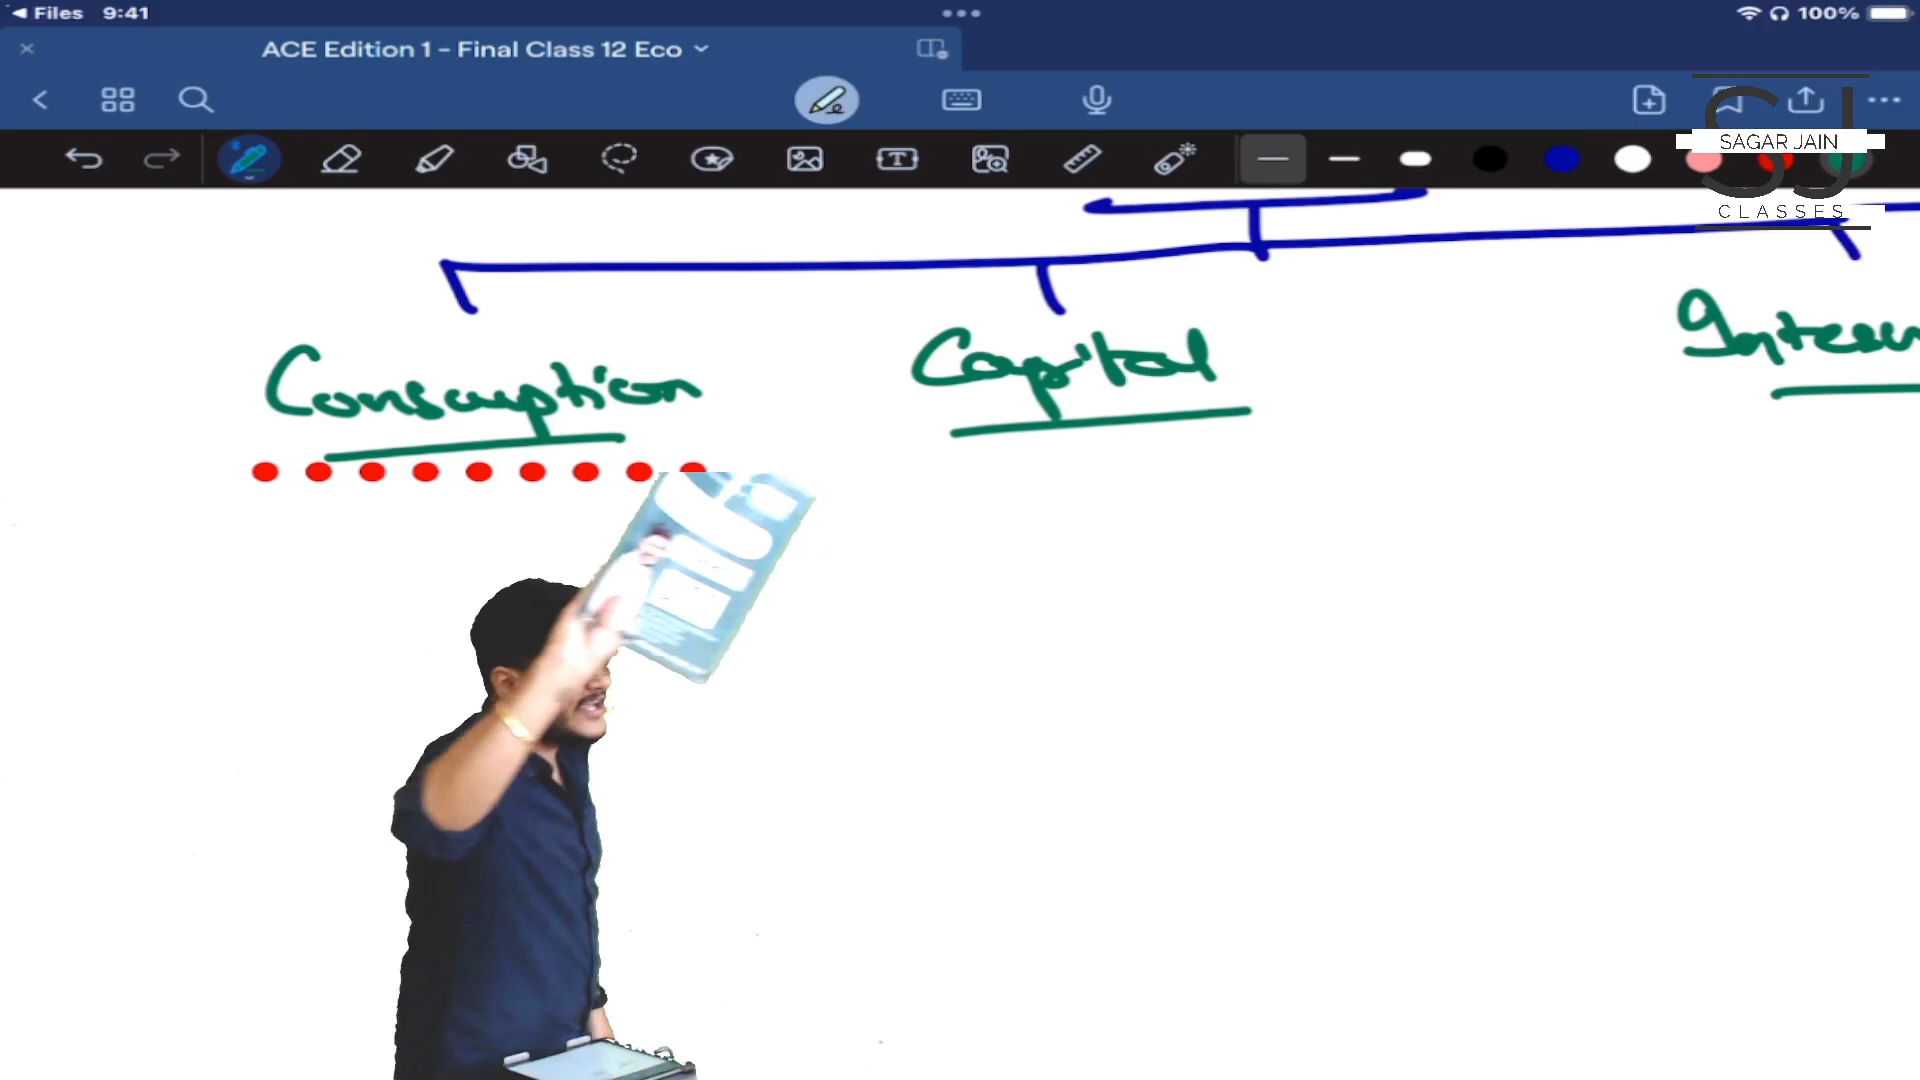 Files 9:41
100%
ACE Edition 1 - Final Class 12 Eco
SAGAR JAIN
CLASSES
Consumption
Capital